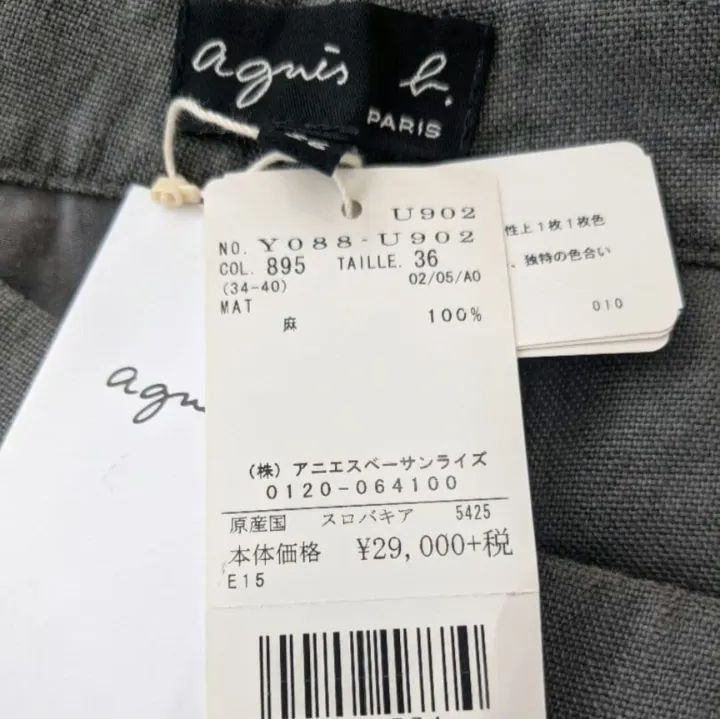 agnès b.
PARIS
U902
NO. Y088-U902
COL. 895 TAILLE. 36
(34-40) 02/05/A0
MAT
麻 100%
(株) アニエスベーサンライズ
0120-064100
原産国 スロバキア 5425
本体価格 ¥29,000+税
E15
性上1枚1枚色
、独特の色合い
010
agn